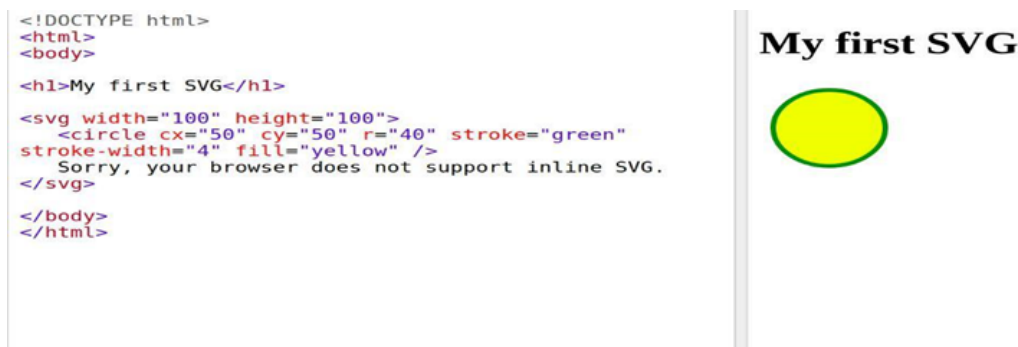 <!DOCTYPE html>
<html>
<body>
<h1>My first SVG</h1>
<svg width="100" height="100">
<circle cx="50" cy="50" r="40" stroke="green"
stroke-width="4" fill="yellow" />
Sorry, your browser does not support inline SVG.
</svg>
</body>
</html>
My first SVG